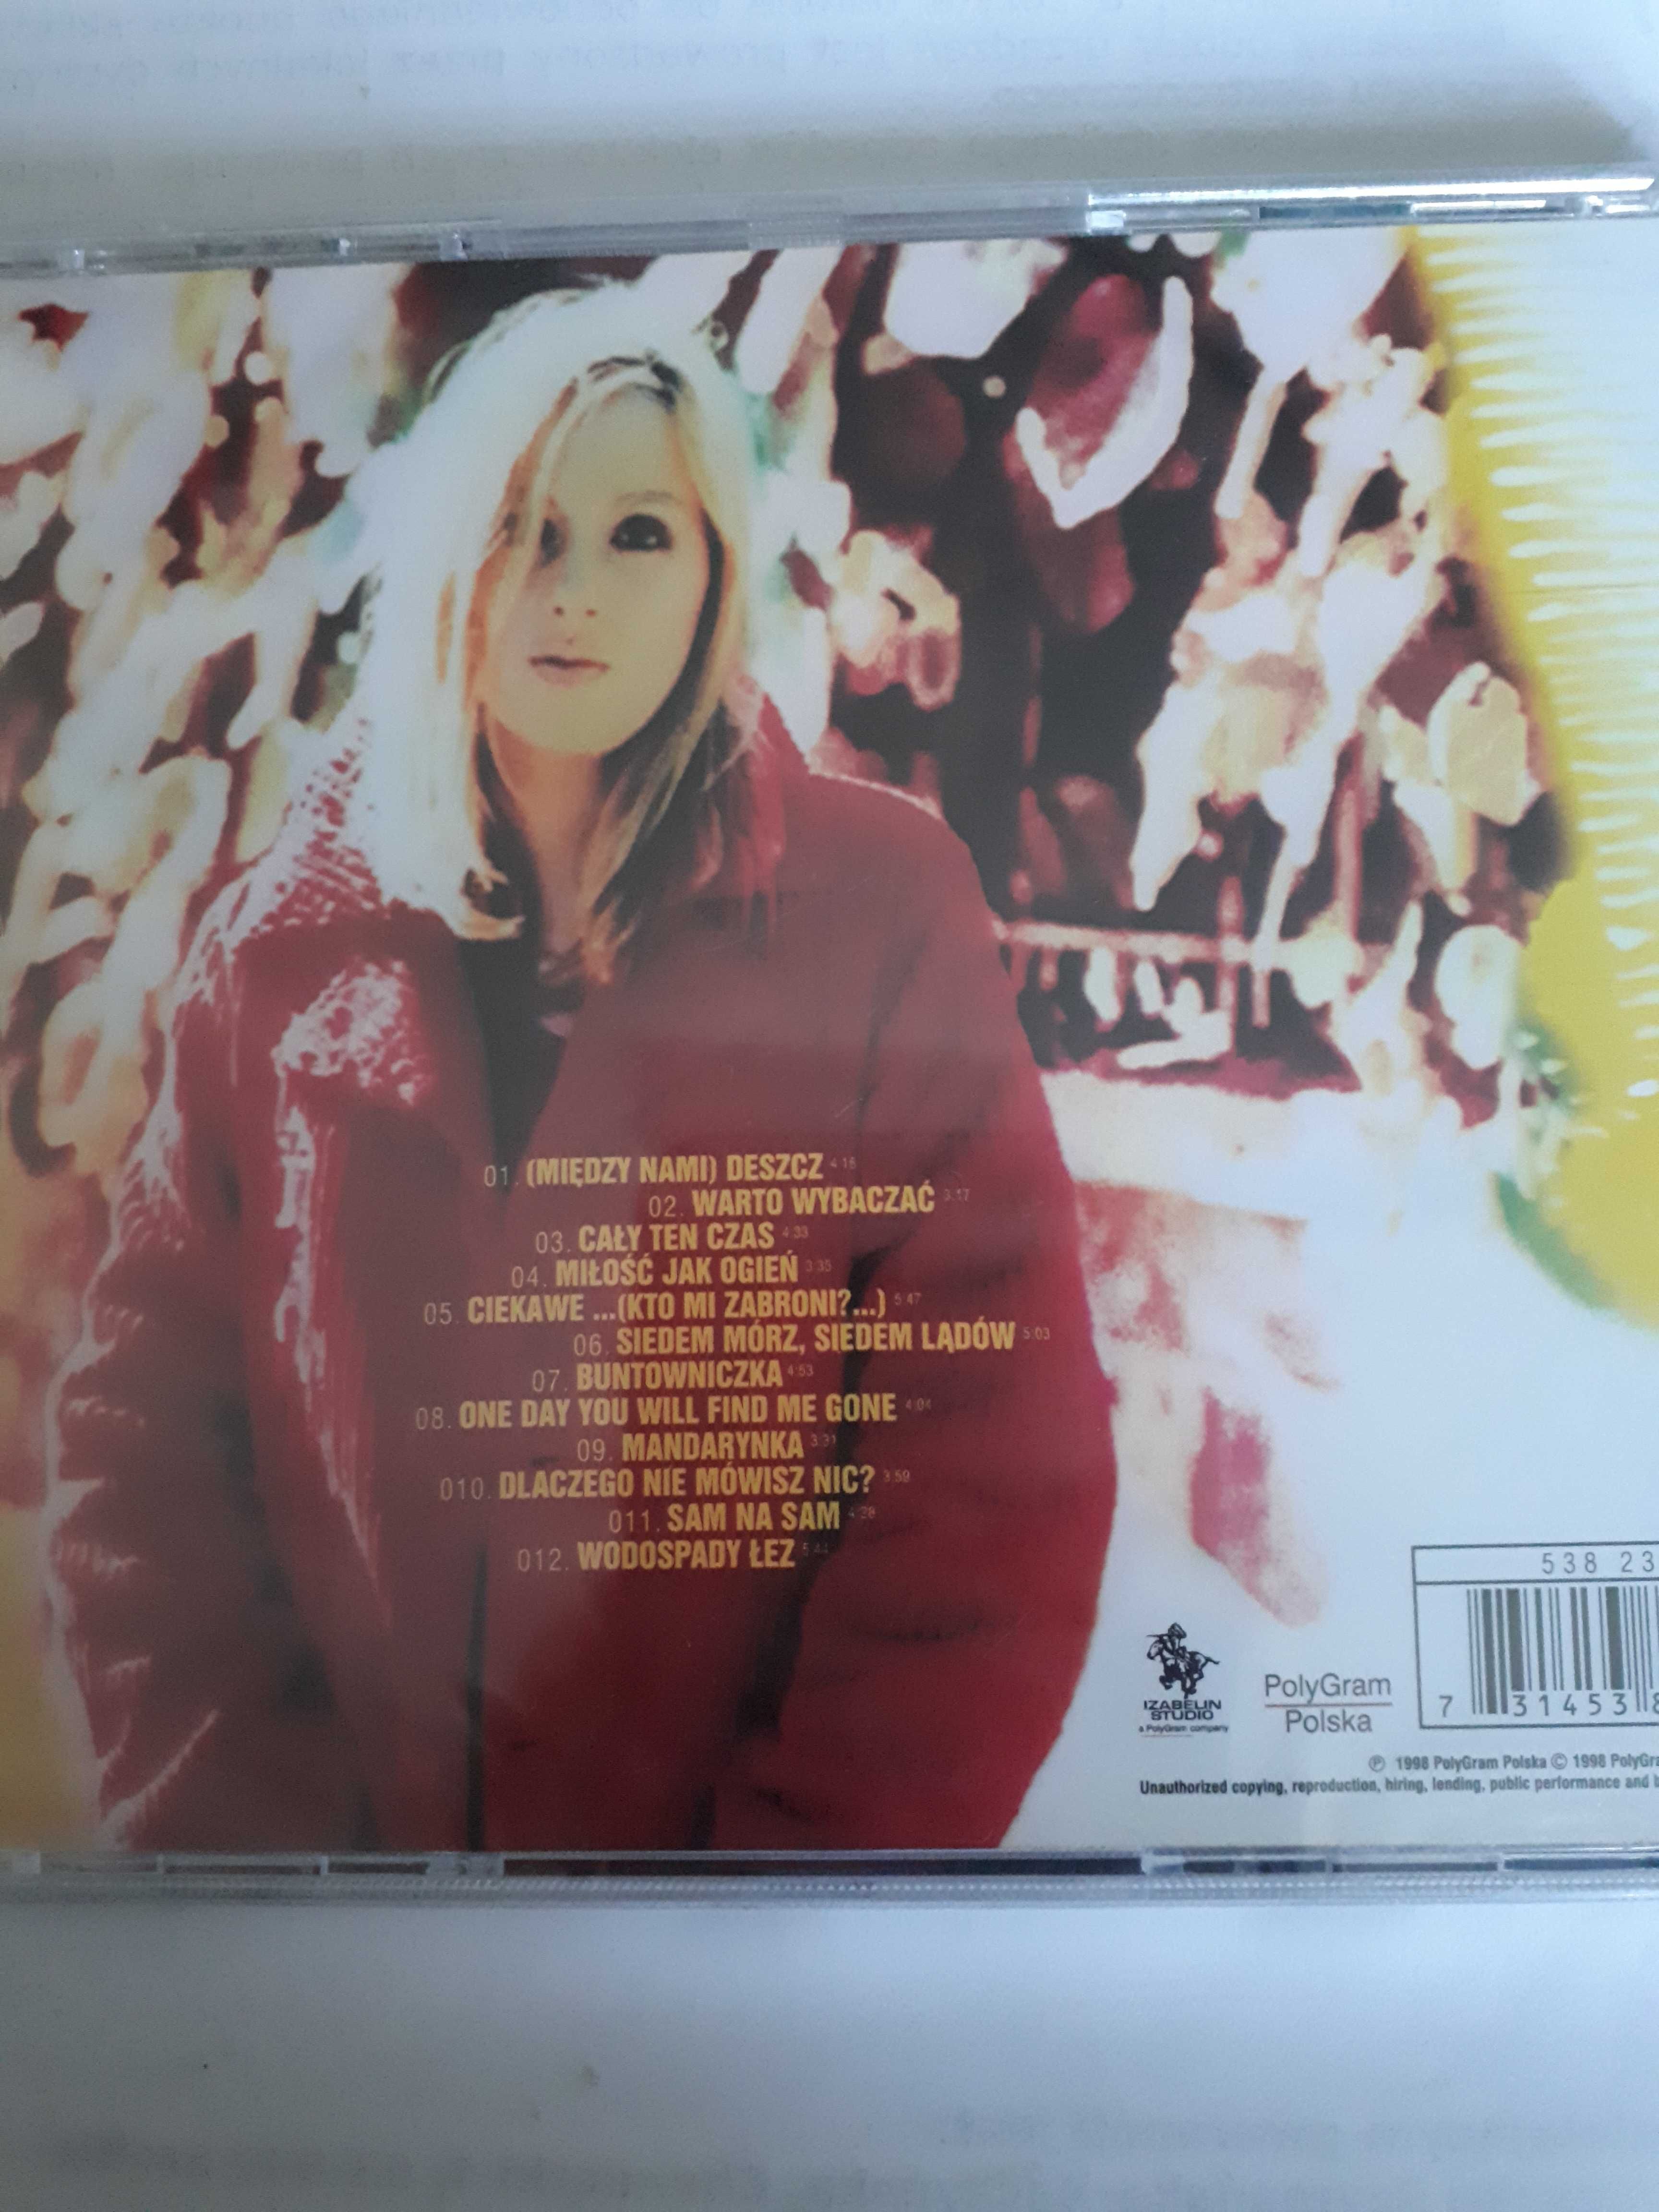 01. (MIĘDZY NAMI) DESZCZ 4:16
02. WARTO WYBACZAĆ 3:17
03. CAŁY TEN CZAS 4:33
04. MIŁOŚĆ JAK OGIEŃ 3:35
05. CIEKAWE ...(KTO MI ZABRONI?...) 5:47
06. SIEDEM MÓRZ, SIEDEM LĄDÓW 5:03
07. BUNTOWNICZKA 4:53
08. ONE DAY YOU WILL FIND ME GONE 4:04
09. MANDARYNKA 3:31
010. DLACZEGO NIE MÓWISZ NIC? 3:59
011. SAM NA SAM 4:28
012. WODOSPADY ŁEZ 5:44
538 23
7 314538
IZABELIN
STUDIO
a PolyGram company
PolyGram
Polska
℗ 1998 PolyGram Polska © 1998 PolyGra
Unauthorized copying, reproduction, hiring, lending, public performance and b